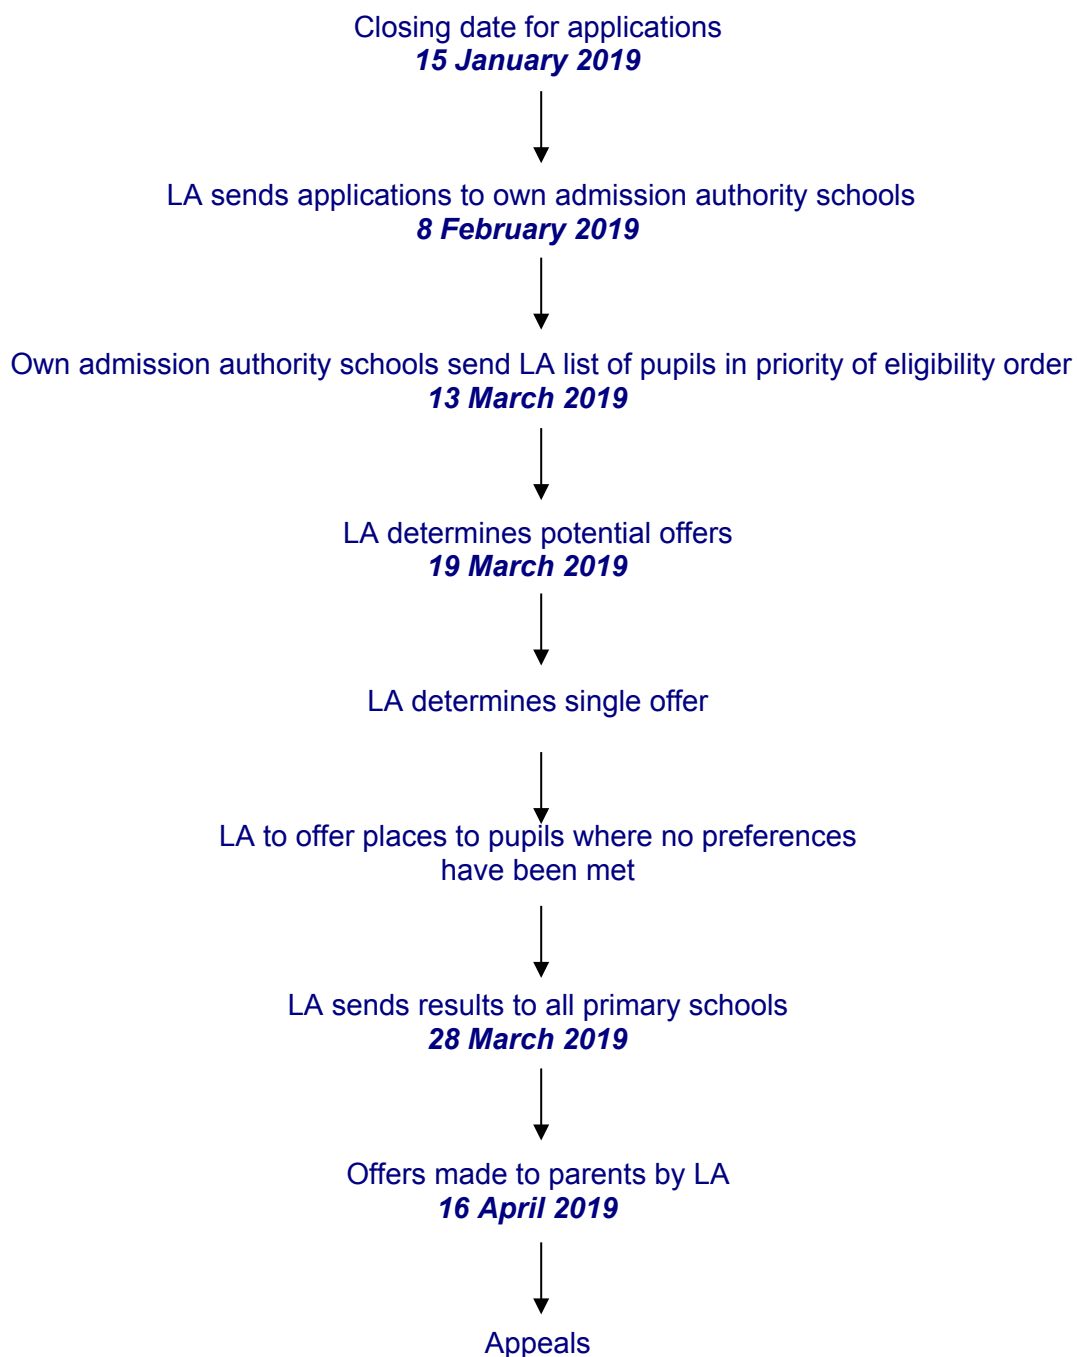 Closing date for applications
15 January 2019
LA sends applications to own admission authority schools
8 February 2019
Own admission authority schools send LA list of pupils in priority of eligibility order
13 March 2019
LA determines potential offers
19 March 2019
LA determines single offer
LA to offer places to pupils where no preferences
have been met
LA sends results to all primary schools
28 March 2019
Offers made to parents by LA
16 April 2019
Appeals